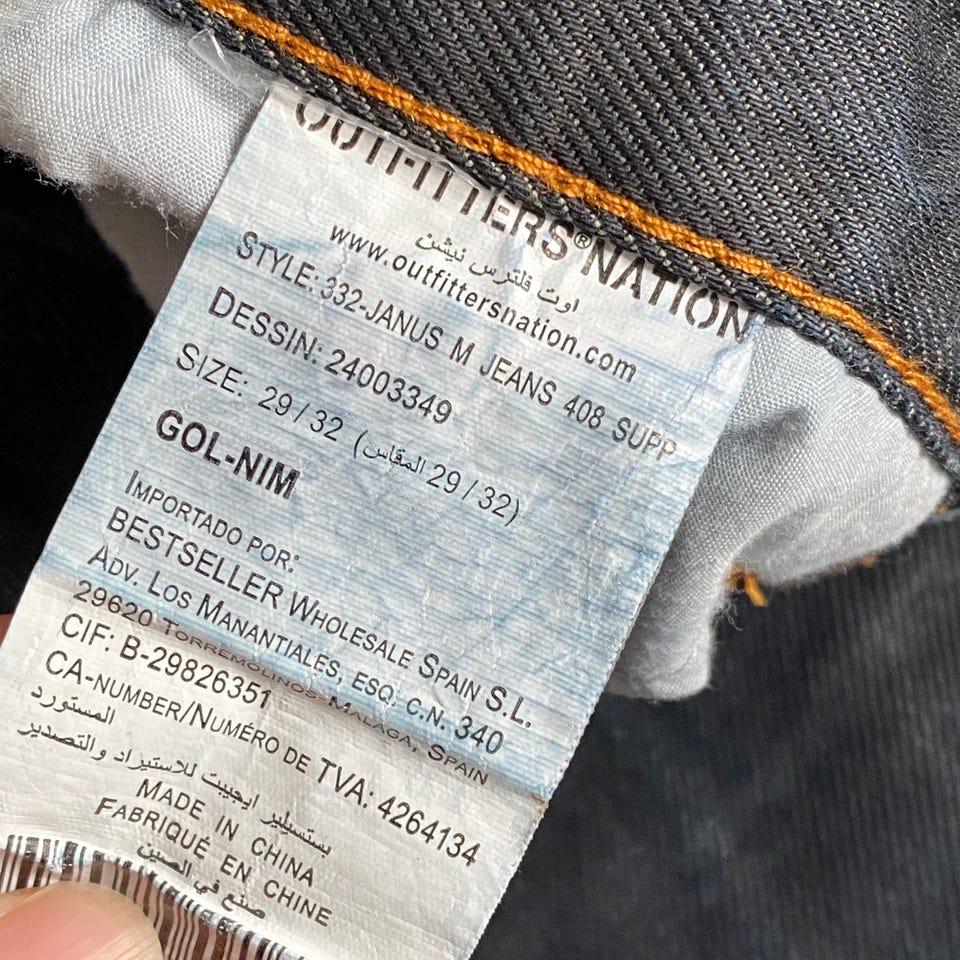 OUTFITTERS®NATION
اوت فلترس نيشن
www.outfittersnation.com
STYLE: 332-JANUS M JEANS 408 SUPP
DESSIN: 24003349
SIZE: 29/32 (المقاس 29/32)
GOL-NIM
IMPORTADO POR:
BESTSELLER WHOLESALE SPAIN S.L.
ADV. LOS MANANTIALES, ESQ. C.N. 340
29620 TORREMOLINOS MALAGA, SPAIN
CIF: B-29826351
CA-NUMBER/NUMÉRO DE TVA: 4264134
المستورد
بستسيلير ايجيبت للاستيراد والتصدير
MADE IN CHINA
FABRIQUÉ EN CHINE
صنع في الصين